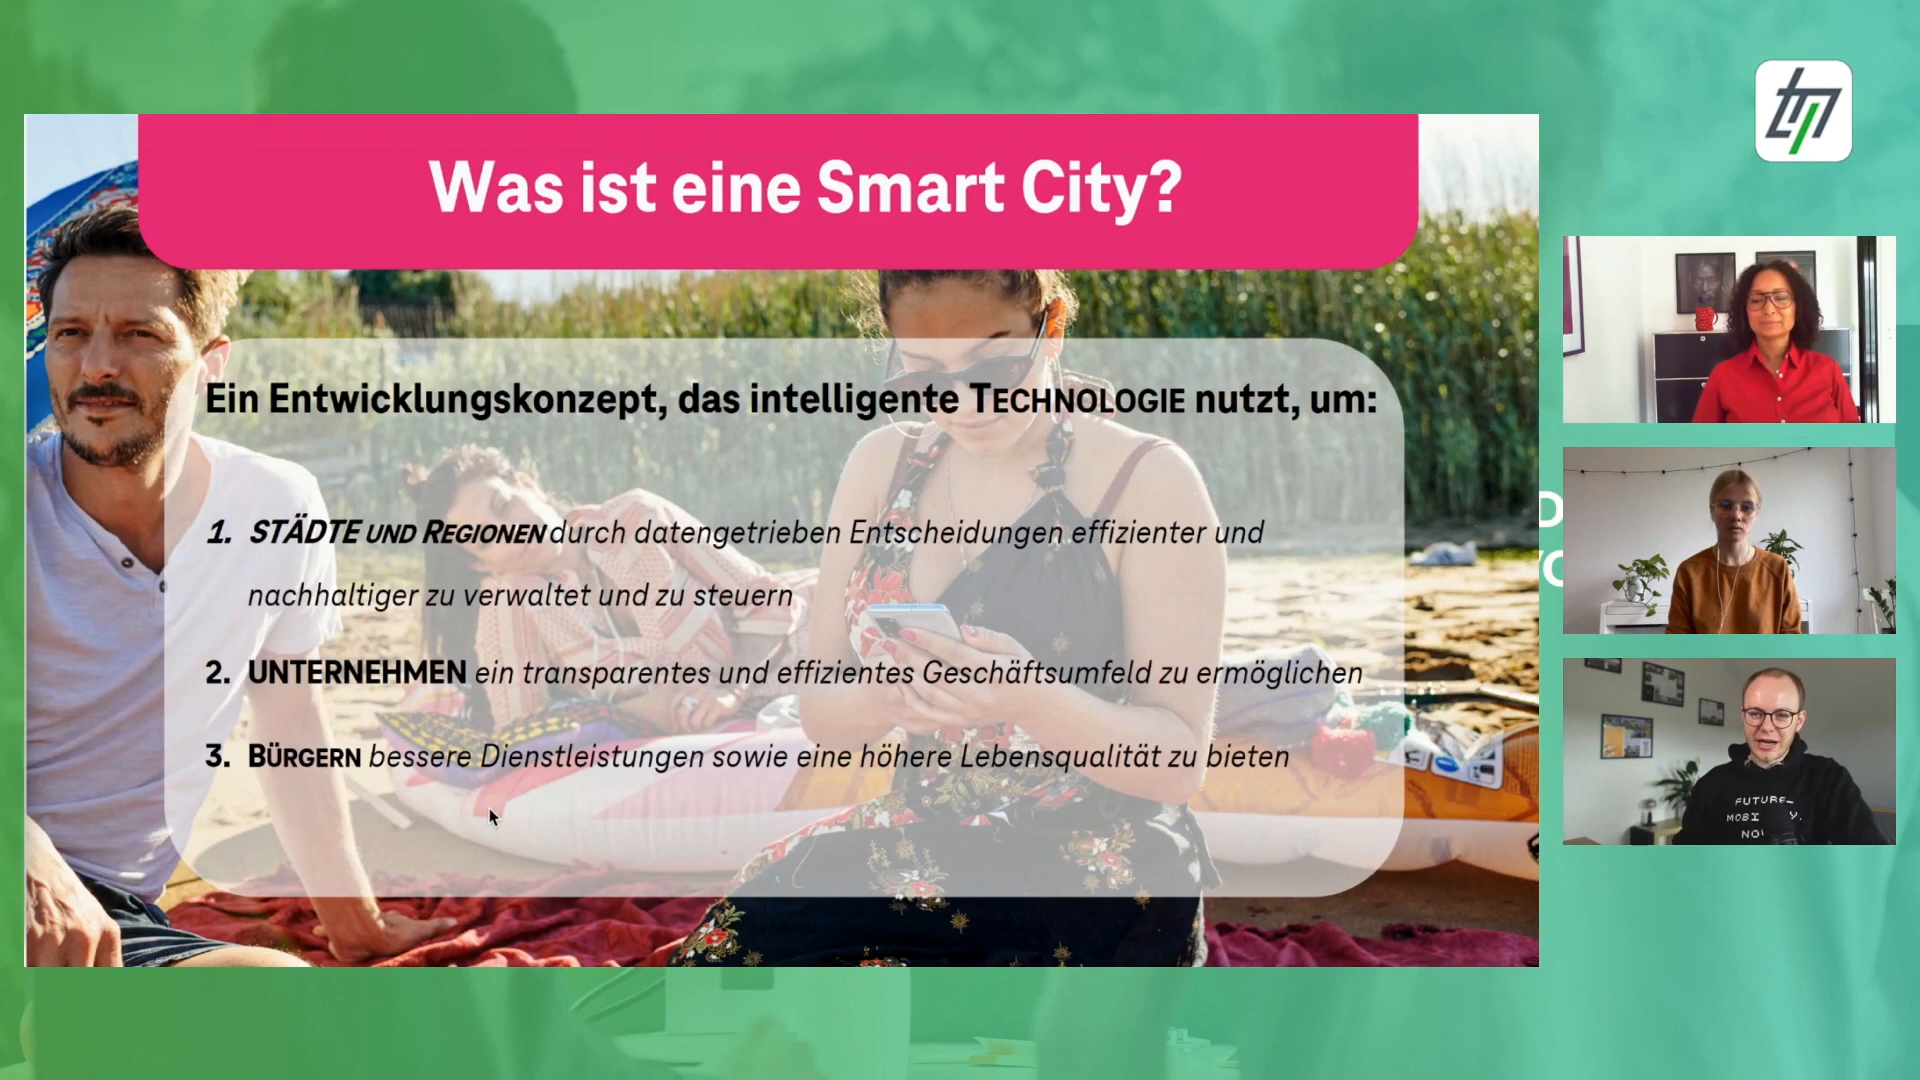 Was ist eine Smart City?
Ein Entwicklungskonzept, das intelligente TECHNOLOGIE nutzt, um:
1. STÄDTE UND REGIONEN durch datengetrieben Entscheidungen effizienter und
nachhaltiger zu verwaltet und zu steuern
2. UNTERNEHMEN ein transparentes und effizientes Geschäftsumfeld zu ermöglichen
3. BÜRGERN bessere Dienstleistungen sowie eine höhere Lebensqualität zu bieten
FUTURE-
NO!